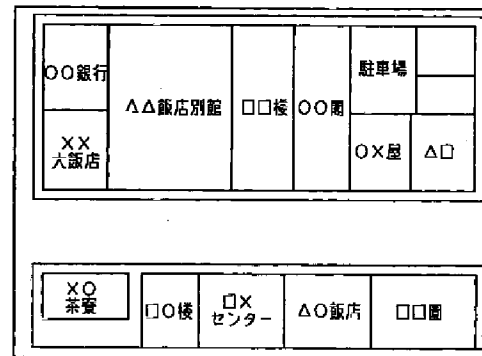 ○○銀行
××
大飯店
△△飯店別館
□□楼
○○閣
駐車場
○×屋
△□
×○
茶寮
□○楼
□×
センター
△○飯店
□□園